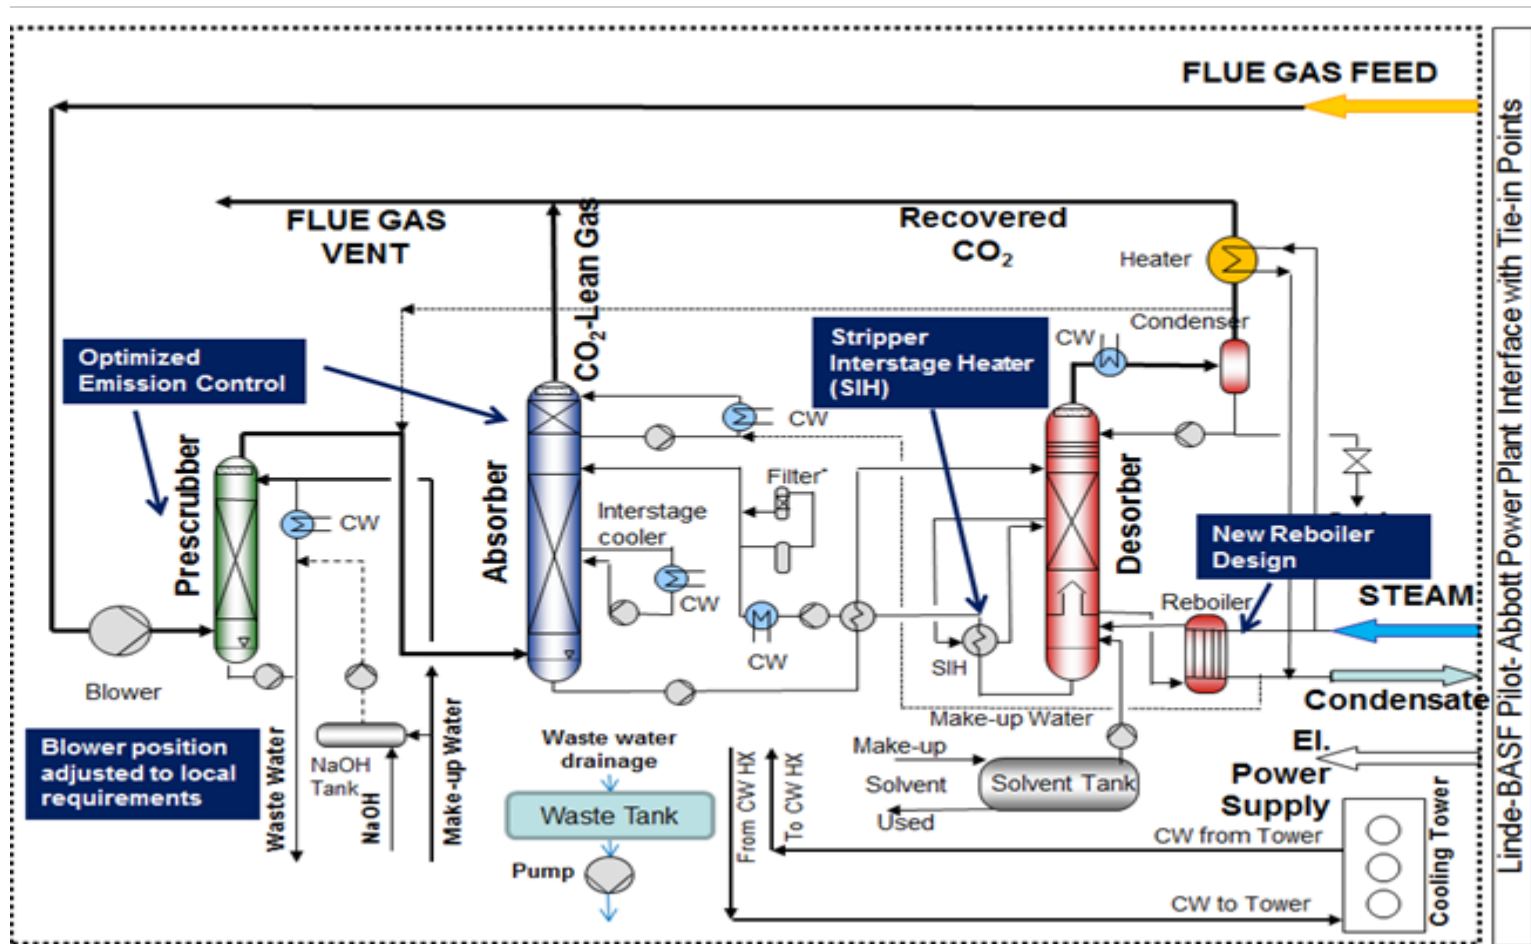 FLUE GAS FEED
FLUE GAS
VENT
CO₂-Lean Gas
Recovered
CO₂
Heater
Condenser
CW
Optimized
Emission Control
Stripper
Interstage Heater
(SIH)
CW
Prescrubber
CW
Absorber
Interstage
cooler
CW
Filter*
CW
Desorber
New Reboiler
Design
Reboiler
STEAM
SIH
Condensate
Blower
Make-up Water
Blower position
adjusted to local
requirements
NaOH
Tank
Waste Water
NaOH
Make-up Water
Waste water
drainage
Waste Tank
Pump
From CW HX
To CW HX
Make-up
Solvent
Used
Solvent Tank
El.
Power
Supply
CW from Tower
CW to Tower
Cooling Tower
Linde-BASF Pilot- Abbott Power Plant Interface with Tie-in Points